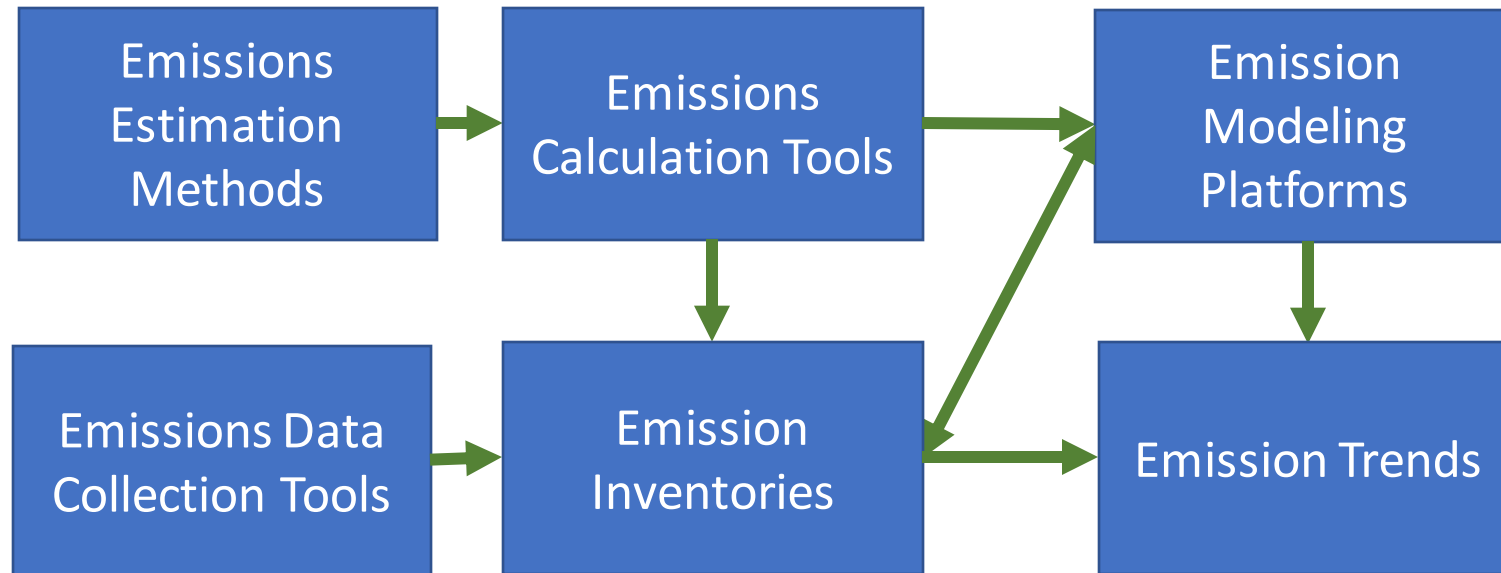 Emissions
Estimation
Methods
Emissions
Calculation Tools
Emission
Modeling
Platforms
Emissions Data
Collection Tools
Emission
Inventories
Emission Trends